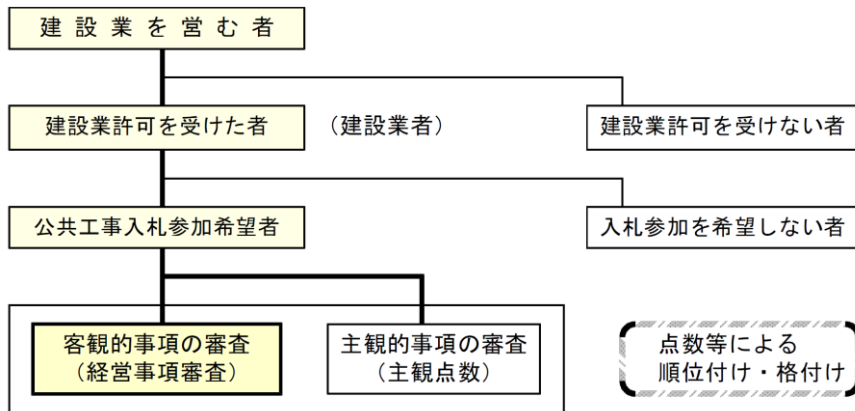 建設業を営む者
建設業許可を受けた者
（建設業者）
建設業許可を受けない者
公共工事入札参加希望者
入札参加を希望しない者
客観的事項の審査
（経営事項審査）
主観的事項の審査
（主観点数）
点数等による
順位付け・格付け